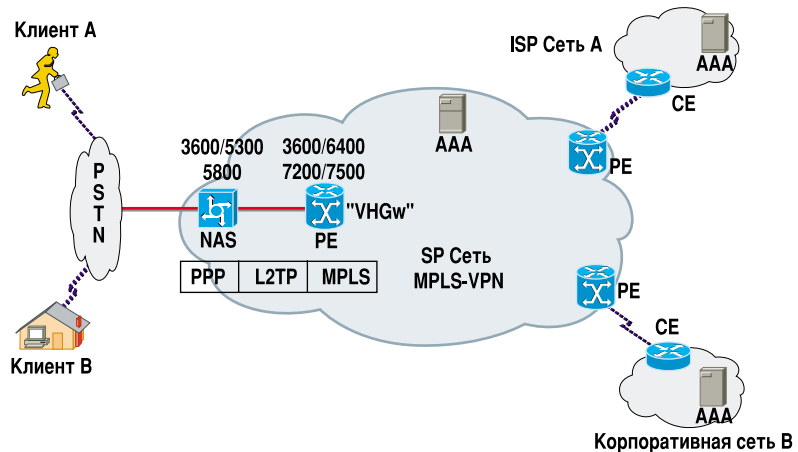 Клиент A
ISP Сеть A
AAA
CE
3600/5300
5800
3600/6400
7200/7500
AAA
PE
PSTN
"VHGw"
NAS
PE
PPP
L2TP
MPLS
SP Сеть
MPLS-VPN
PE
CE
Клиент B
AAA
Корпоративная сеть B